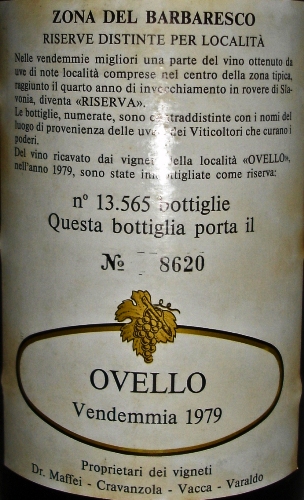 ZONA DEL BARBARESCO
RISERVE DISTINTE PER LOCALITÀ
Nelle vendemmie migliori una parte del vino ottenuto da
uve di note località comprese nel centro della zona tipica,
raggiunto il quarto anno di invecchiamento in rovere di Sla-
vonia, diventa «RISERVA».
Le bottiglie, numerate, sono contraddistinte con i nomi del
luogo di provenienza delle uve e dei Viticoltori che curano i
poderi.
Del vino ricavato dai vigneti della località «OVELLO»,
nell'anno 1979, sono state imbottigliate come riserva:
n° 13.565 bottiglie
Questa bottiglia porta il
No 8620
OVELLO
Vendemmia 1979
Proprietari dei vigneti
Dr. Maffei - Cravanzola - Vacca - Varaldo